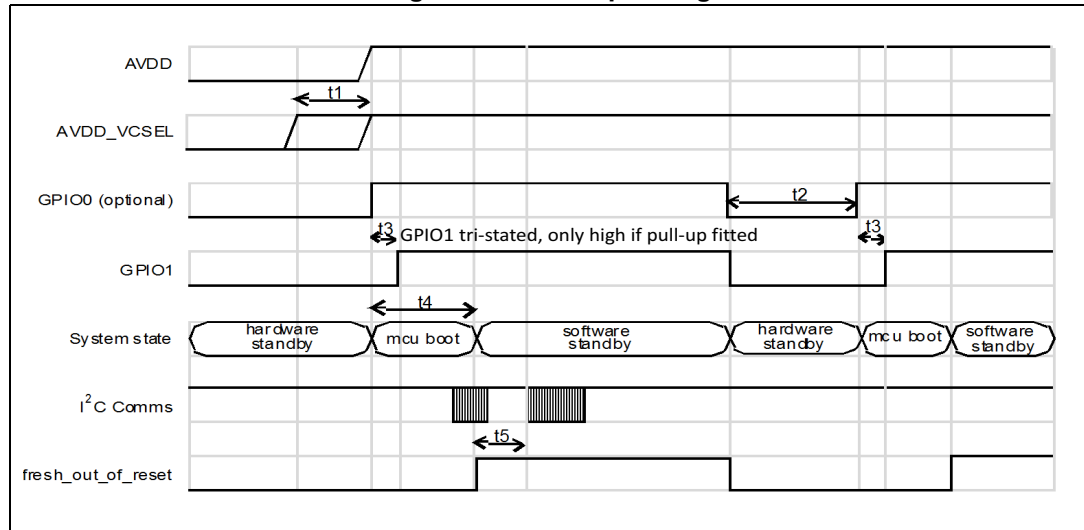 AVDD
t1
AVDD_VCSEL
GPIO0 (optional)
t2
t3
GPIO1 tri-stated, only high if pull-up fitted
t3
GPIO1
t4
System state
hardware standby
mcu boot
software standby
hardware standby
mcu boot
software standby
I²C Comms
t5
fresh_out_of_reset